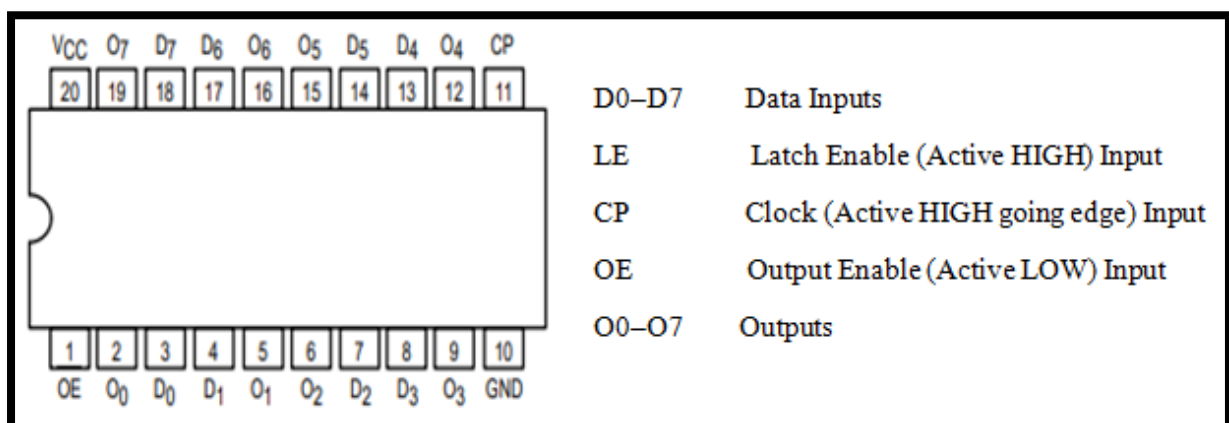 VCC O7 D7 D6 O6 O5 D5 D4 O4 CP
20 19 18 17 16 15 14 13 12 11
1 2 3 4 5 6 7 8 9 10
OE O0 D0 D1 O1 O2 D2 D3 O3 GND
D0–D7 Data Inputs
LE Latch Enable (Active HIGH) Input
CP Clock (Active HIGH going edge) Input
OE Output Enable (Active LOW) Input
O0–O7 Outputs